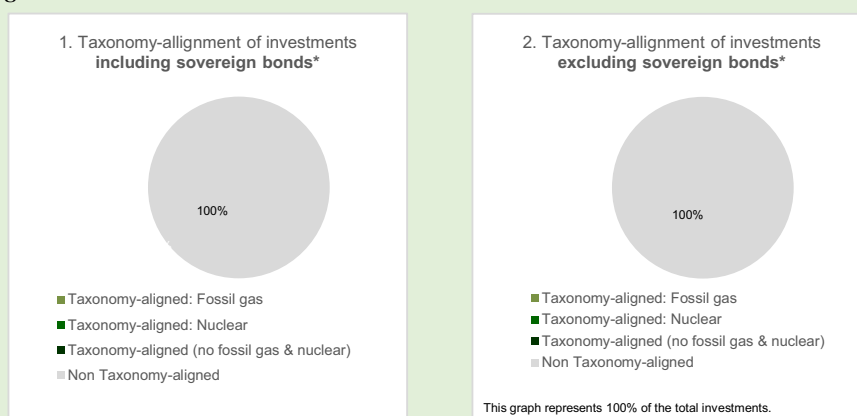 1. Taxonomy-allignment of investments
including sovereign bonds*
100%
Taxonomy-aligned: Fossil gas
Taxonomy-aligned: Nuclear
Taxonomy-aligned (no fossil gas & nuclear)
Non Taxonomy-aligned
2. Taxonomy-allignment of investments
excluding sovereign bonds*
100%
Taxonomy-aligned: Fossil gas
Taxonomy-aligned: Nuclear
Taxonomy-aligned (no fossil gas & nuclear)
Non Taxonomy-aligned
This graph represents 100% of the total investments.